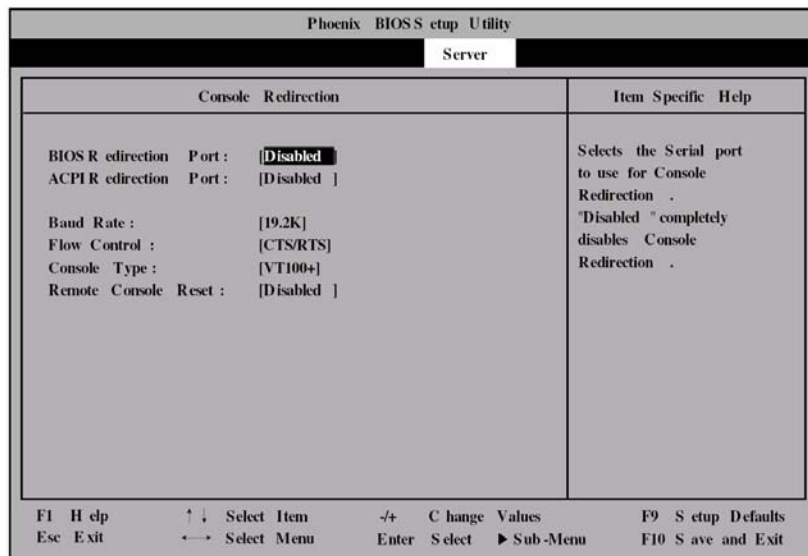 Phoenix BIOS Setup Utility
Server
Console Redirection
Item Specific Help
BIOS Redirection Port : [Disabled ]
ACPI Redirection Port : [Disabled ]
Baud Rate : [19.2K]
Flow Control : [CTS/RTS]
Console Type : [VT100+]
Remote Console Reset : [Disabled ]
Selects the Serial port
to use for Console
Redirection .
"Disabled " completely
disables Console
Redirection .
F1 Help ↑ ↓ Select Item -/+ Change Values F9 Setup Defaults
Esc Exit ←→ Select Menu Enter Select ▶ Sub-Menu F10 Save and Exit